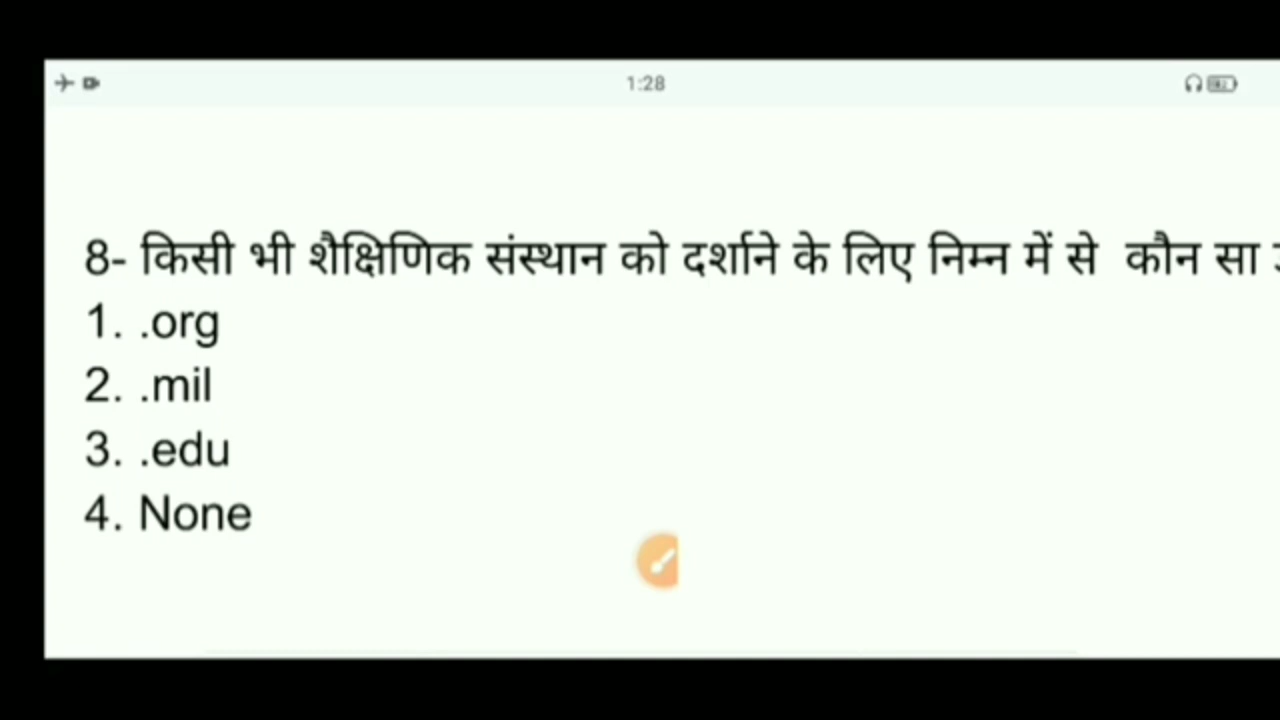 1:28
8- किसी भी शैक्षिणिक संस्थान को दर्शाने के लिए निम्न में से कौन सा
1. .org
2. .mil
3. .edu
4. None